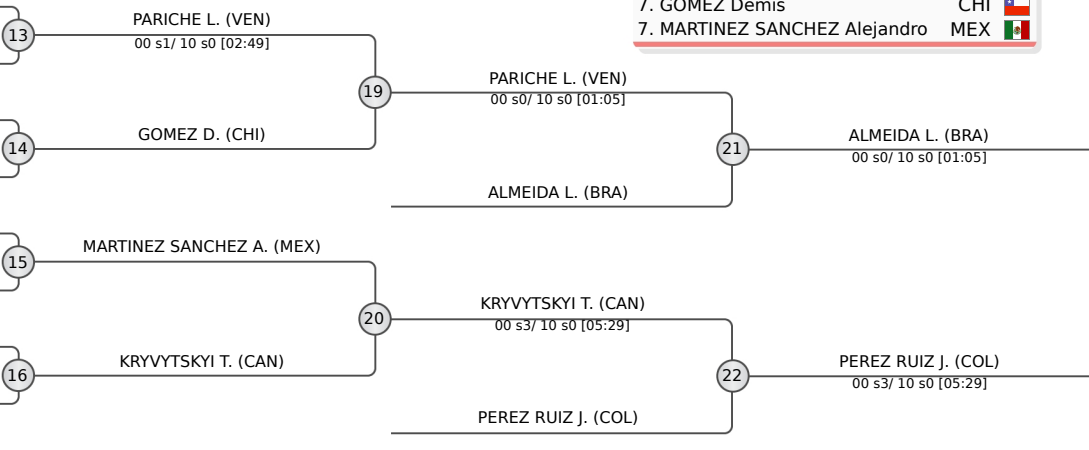 PARICHE L. (VEN)
13
00 s1/ 10 s0 [02:49]
7. GOMEZ Demis CHI
7. MARTINEZ SANCHEZ Alejandro MEX
19
PARICHE L. (VEN)
00 s0/ 10 s0 [01:05]
14
GOMEZ D. (CHI)
21
ALMEIDA L. (BRA)
00 s0/ 10 s0 [01:05]
ALMEIDA L. (BRA)
15
MARTINEZ SANCHEZ A. (MEX)
20
KRYVYTSKYI T. (CAN)
00 s3/ 10 s0 [05:29]
16
KRYVYTSKYI T. (CAN)
22
PEREZ RUIZ J. (COL)
00 s3/ 10 s0 [05:29]
PEREZ RUIZ J. (COL)